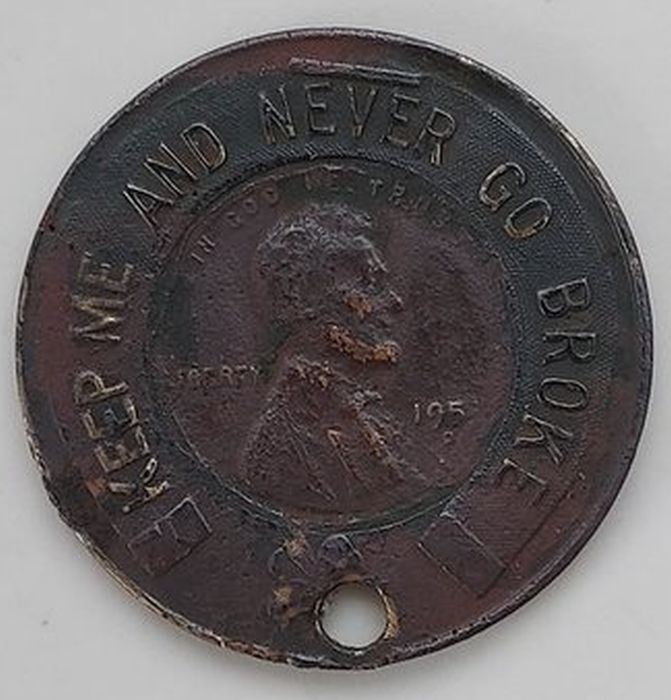 KEEP ME AND NEVER GO BROKE
IN GOD WE TRUST
LIBERTY
195